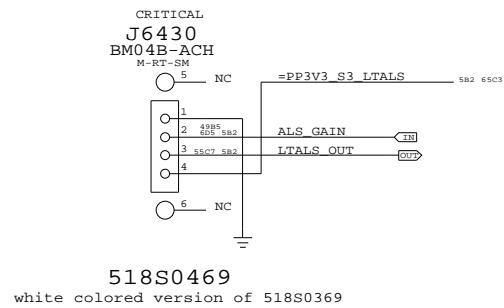 CRITICAL
J6430
BM04B-ACH
M-RT-SM
5 NC
=PP3V3_S3_LTALS 5B2 65C3
1
2 49B5 6D5 5B2 ALS_GAIN IN
3 55C7 5B2 LTALS_OUT OUT
4
6 NC
518S0469
white colored version of 518S0369